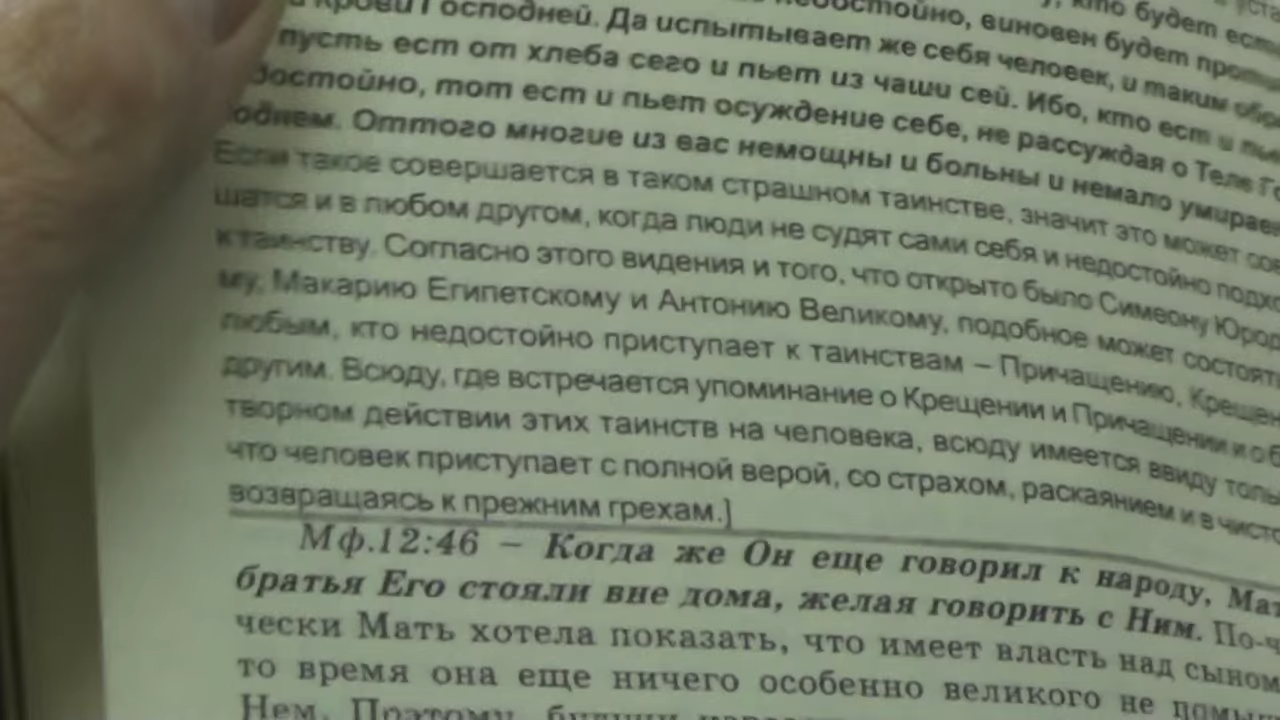 и крови Господней. Да испытывает же себя человек, и таким
пусть ест от хлеба сего и пьет из чаши сей. Ибо, кто ест и
достойно, тот ест и пьет осуждение себе, не рассуждая о Теле
Оттого многие из вас немощны и больны и немало
Если такое совершается в таком страшном таинстве, значит это может
шатся и в любом другом, когда люди не судят сами себя и недостойно
к таинству. Согласно этого видения и того, что открыто было Симеону
му, Макарию Египетскому и Антонию Великому, подобное может
любым, кто недостойно приступает к таинствам – Причащению,
другим. Всюду, где встречается упоминание о Крещении и Причащении и о
творном действии этих таинств на человека, всюду имеется ввиду
что человек приступает с полной верой, со страхом, раскаянием и в
возвращаясь к прежним грехам.]
Мф.12:46 – Когда же Он еще говорил к народу,
братья Его стояли вне дома, желая говорить с Ним.
чески Мать хотела показать, что имеет власть над сыном
то время она еще ничего особенно великого не
Нем. Поэтому,